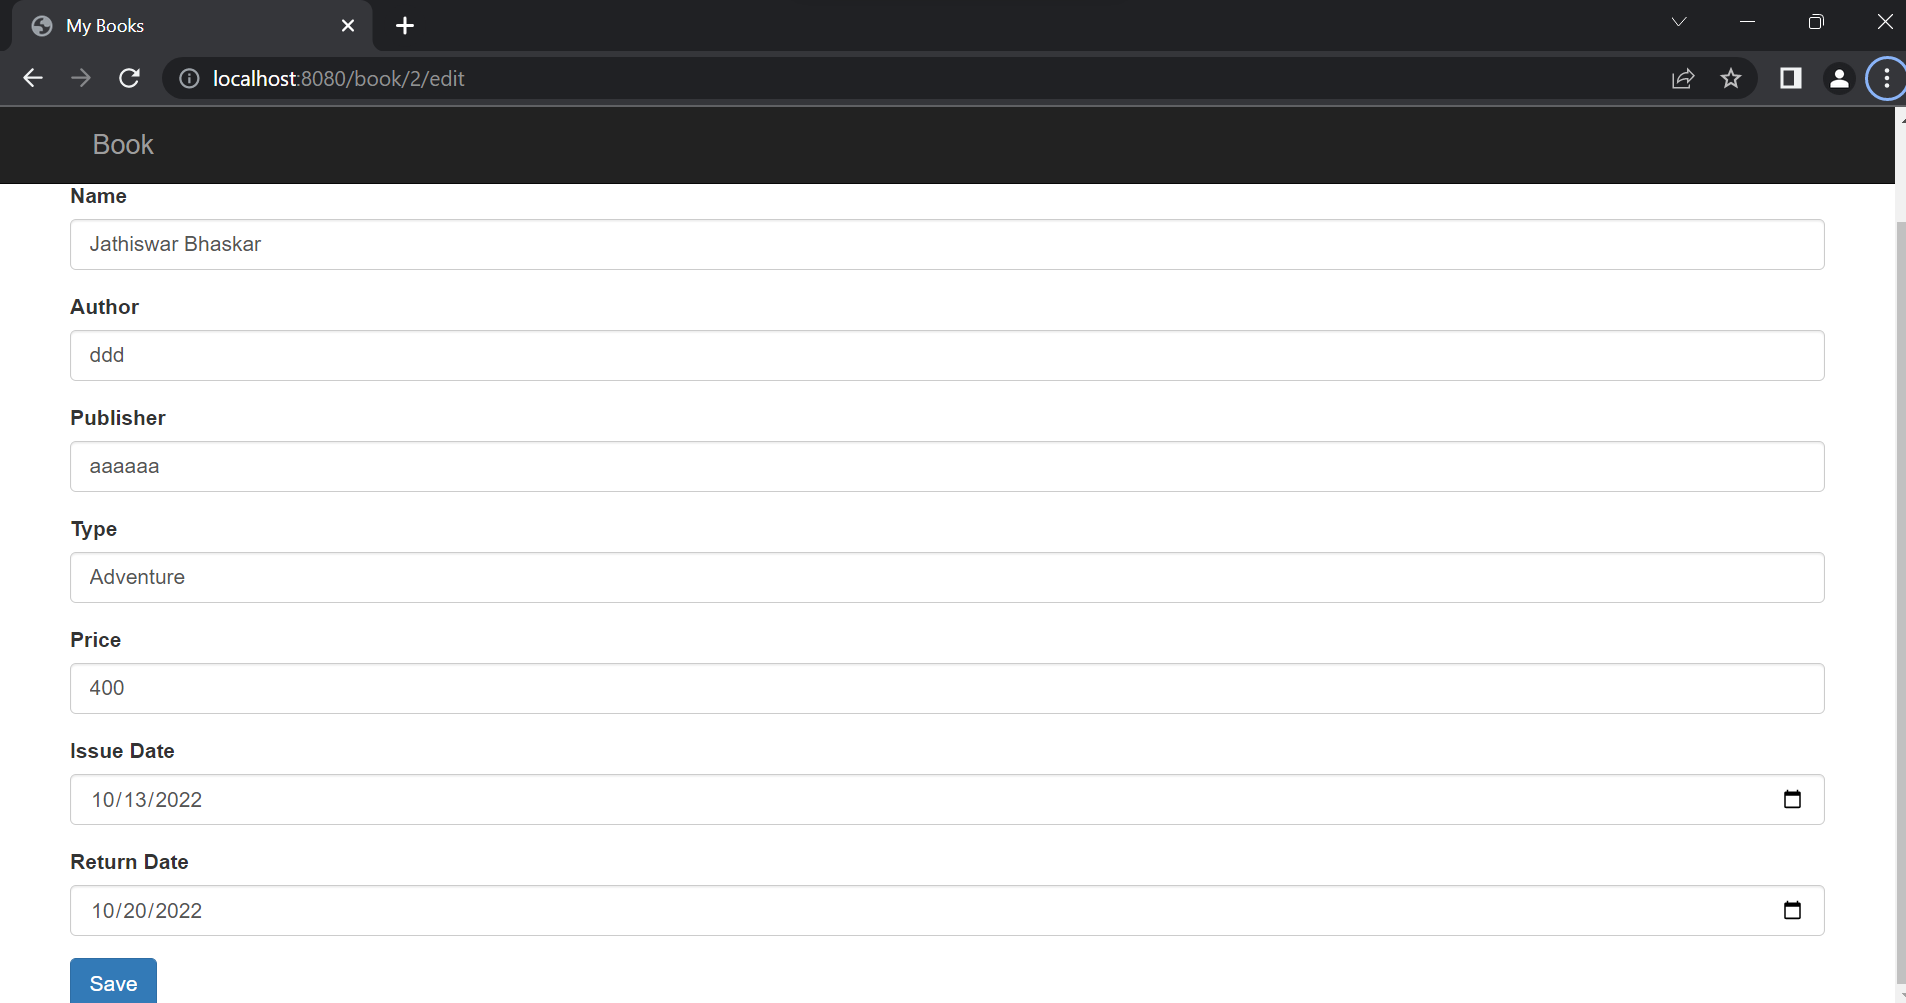 My Books
localhost:8080/book/2/edit
Book
Name
Jathiswar Bhaskar
Author
ddd
Publisher
aaaaaa
Type
Adventure
Price
400
Issue Date
10/13/2022
Return Date
10/20/2022
Save